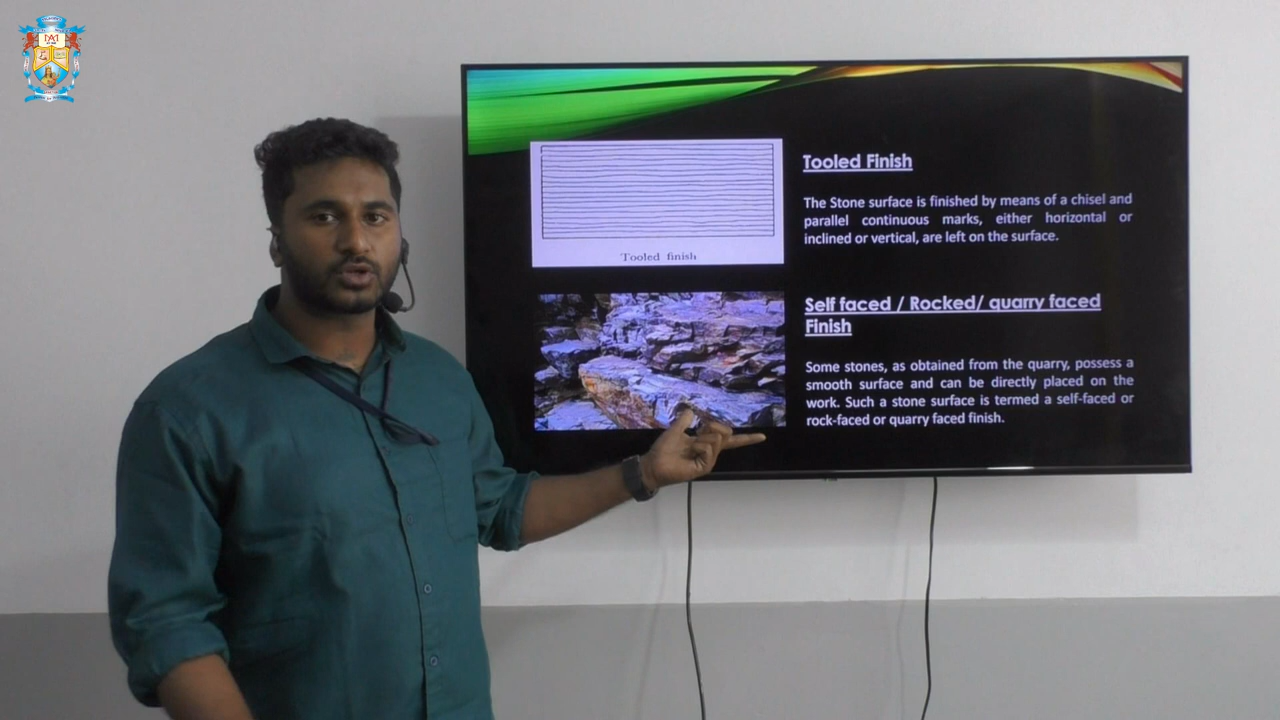 Tooled finish
Tooled Finish
The Stone surface is finished by means of a chisel and
parallel continuous marks, either horizontal or
inclined or vertical, are left on the surface.
Self faced / Rocked/ quarry faced
Finish
Some stones, as obtained from the quarry, possess a
smooth surface and can be directly placed on the
work. Such a stone surface is termed a self-faced or
rock-faced or quarry faced finish.